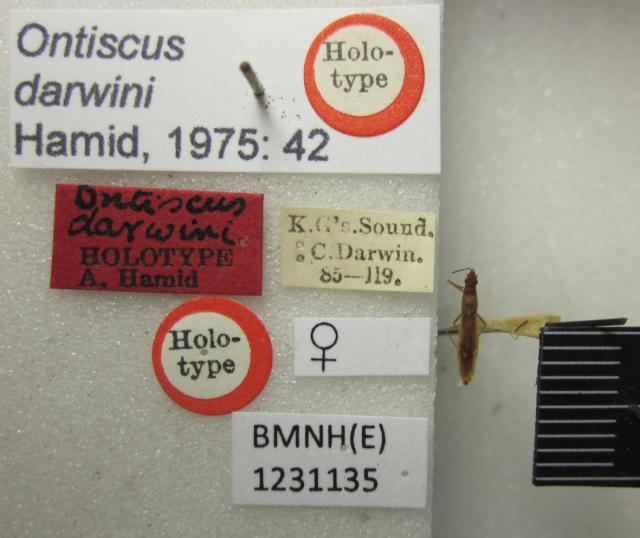 Ontiscus
darwini
Hamid, 1975: 42
Holo-
type
Ontiscus
darwini.
HOLOTYPE
A. Hamid
K.G's.Sound.
C.Darwin.
85—119.
Holo-
type
♀
BMNH(E)
1231135